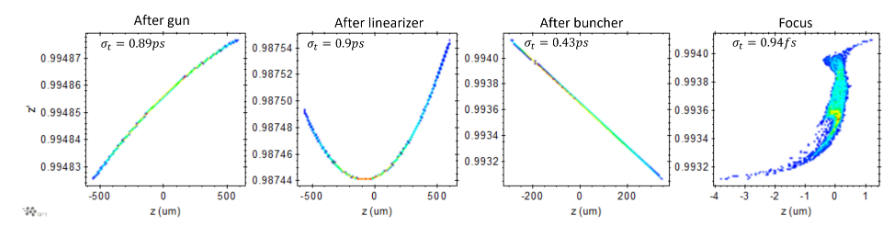 After gun After linearizer After buncher Focus
σt = 0.89ps σt = 0.9ps σt = 0.43ps σt = 0.94fs
z'
0.99487
0.99486
0.99485
0.99484
0.99483
-500 0 500
z (um)
0.98754
0.98752
0.98750
0.98748
0.98746
0.98744
-500 0 500
z (um)
0.9940
0.9938
0.9936
0.9934
0.9932
-200 0 200
z (um)
0.9940
0.9938
0.9936
0.9934
0.9932
-4 -3 -2 -1 0 1
z (um)